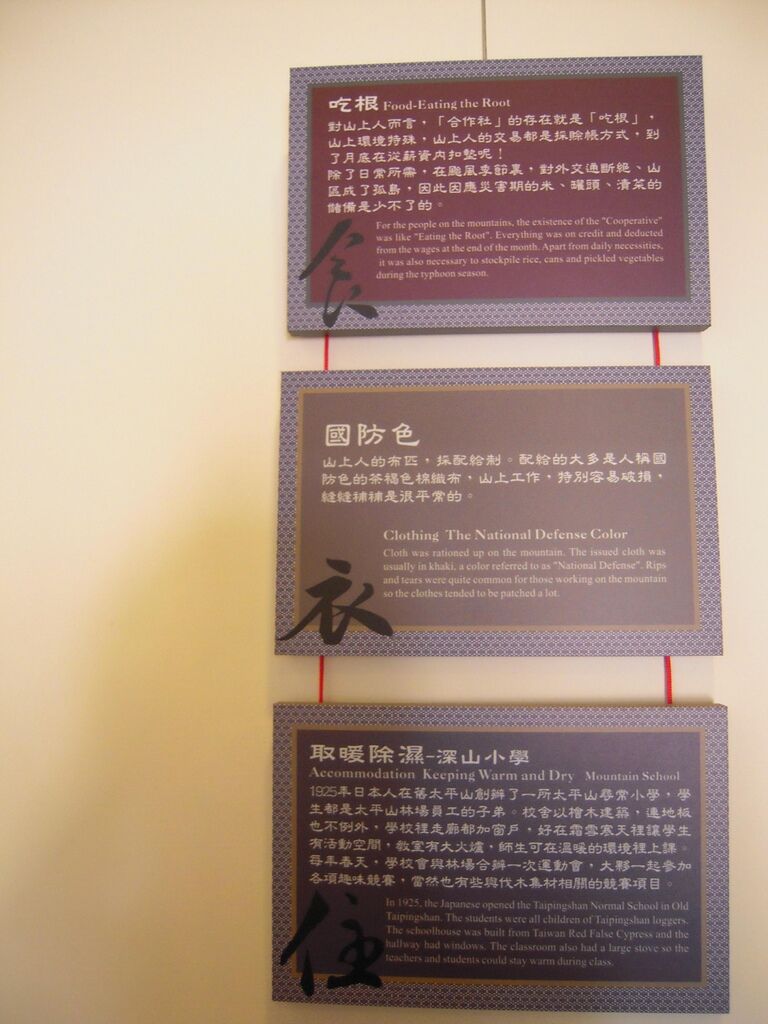 吃根 Food-Eating the Root
對山上人而言，「合作社」的存在就是「吃根」，
山上環境特殊，山上人的交易都是採賒帳方式，到
了月底在從薪資內扣墊呢！
除了日常所需，在颱風季節裏，對外交通斷絕、山
區成了孤島，因此因應災害期的米、罐頭、漬菜的
儲備是少不了的。
For the people on the mountains, the existence of the "Cooperative"
was like "Eating the Root". Everything was on credit and deducted
from the wages at the end of the month. Apart from daily necessities,
it was also necessary to stockpile rice, cans and pickled vegetables
during the typhoon season.
食
國防色
山上人的布匹，採配給制。配給的大多是人稱國
防色的茶褐色棉織布，山上工作，特別容易破損，
縫縫補補是很平常的。
Clothing The National Defense Color
Cloth was rationed up on the mountain. The issued cloth was
usually in khaki, a color referred to as "National Defense". Rips
and tears were quite common for those working on the mountain
so the clothes tended to be patched a lot.
衣
取暖除濕-深山小學
Accommodation Keeping Warm and Dry Mountain School
1925年日本人在舊太平山創辦了一所太平山尋常小學，學
生都是太平山林場員工的子弟。校舍以檜木建築，連地板
也不例外，學校裡走廊都加窗戶，好在霜雪寒天裡讓學生
有活動空間，教室有大火爐，師生可在溫暖的環境裡上課。
每年春天，學校會與林場合辦一次運動會，大夥一起參加
各項趣味競賽，當然也有些與伐木集材相關的競賽項目。
In 1925, the Japanese opened the Taipingshan Normal School in Old
Taipingshan. The students were all children of Taipingshan loggers.
The schoolhouse was built from Taiwan Red False Cypress and the
hallway had windows. The classroom also had a large stove so the
teachers and students could stay warm during class.
住